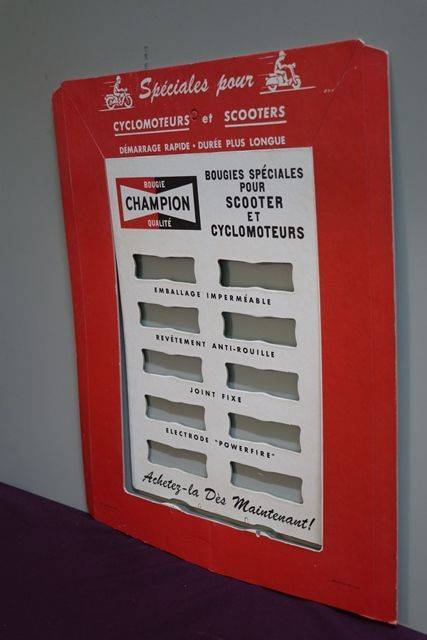 Spéciales pour
CYCLOMOTEURS et SCOOTERS
DÉMARRAGE RAPIDE • DURÉE PLUS LONGUE
BOUGIE
CHAMPION
QUALITÉ
BOUGIES SPÉCIALES
POUR
SCOOTER
ET
CYCLOMOTEURS
EMBALLAGE IMPERMÉABLE
REVÊTEMENT ANTI-ROUILLE
JOINT FIXE
ELECTRODE "POWERFIRE"
Achetez-la Dès Maintenant!